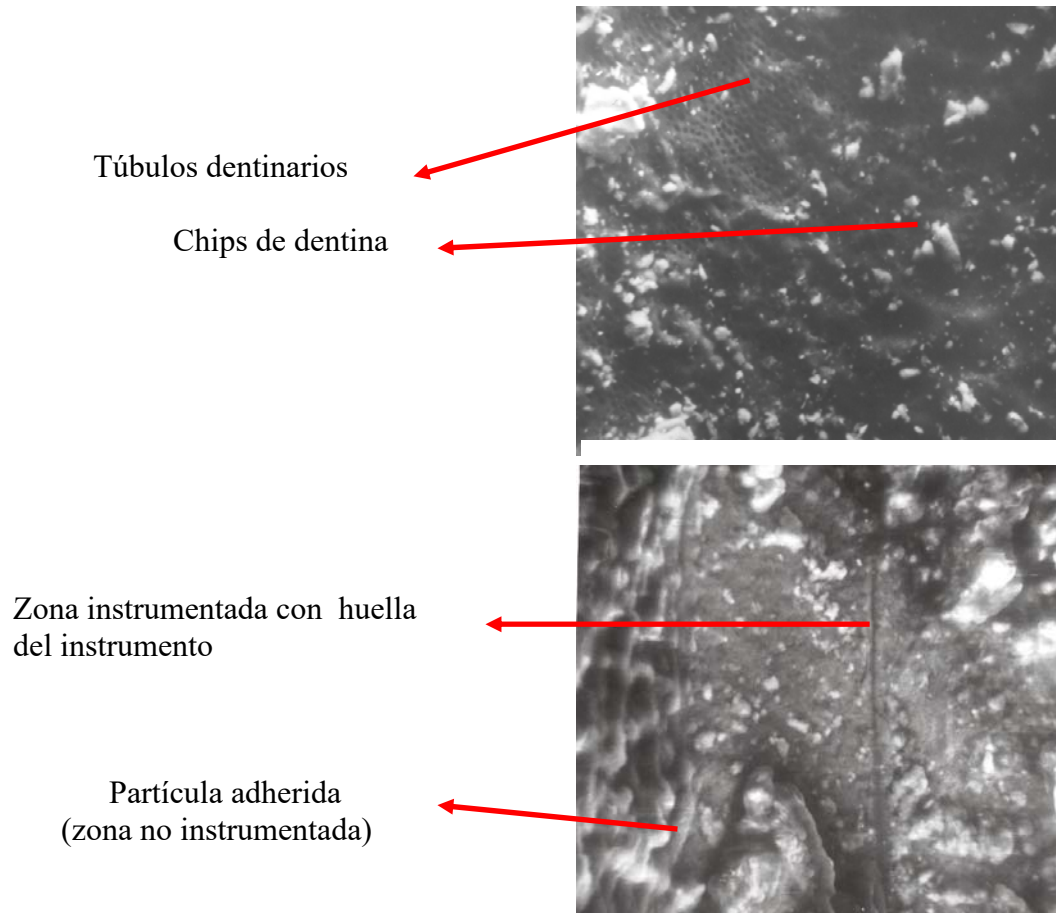 Túbulos dentinarios
Chips de dentina
Zona instrumentada con huella
del instrumento
Partícula adherida
(zona no instrumentada)